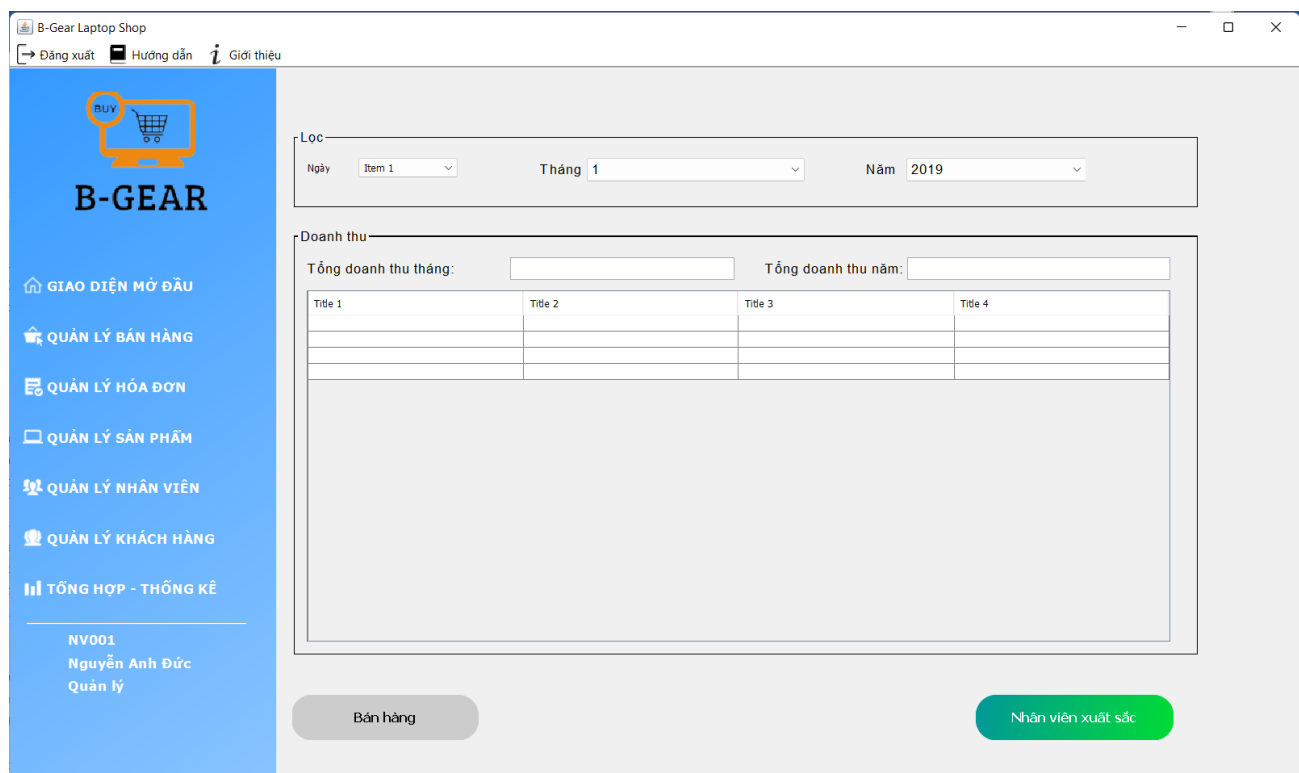 B-Gear Laptop Shop
Đăng xuất Hướng dẫn Giới thiệu
BUY
B-GEAR
GIAO DIỆN MỞ ĐẦU
QUẢN LÝ BÁN HÀNG
QUẢN LÝ HÓA ĐƠN
QUẢN LÝ SẢN PHẨM
QUẢN LÝ NHÂN VIÊN
QUẢN LÝ KHÁCH HÀNG
TỔNG HỢP - THỐNG KÊ
NV001
Nguyễn Anh Đức
Quản lý
Lọc
Ngày Item 1 Tháng 1 Năm 2019
Doanh thu
Tổng doanh thu tháng: Tổng doanh thu năm:
Title 1 Title 2 Title 3 Title 4
Bán hàng Nhân viên xuất sắc